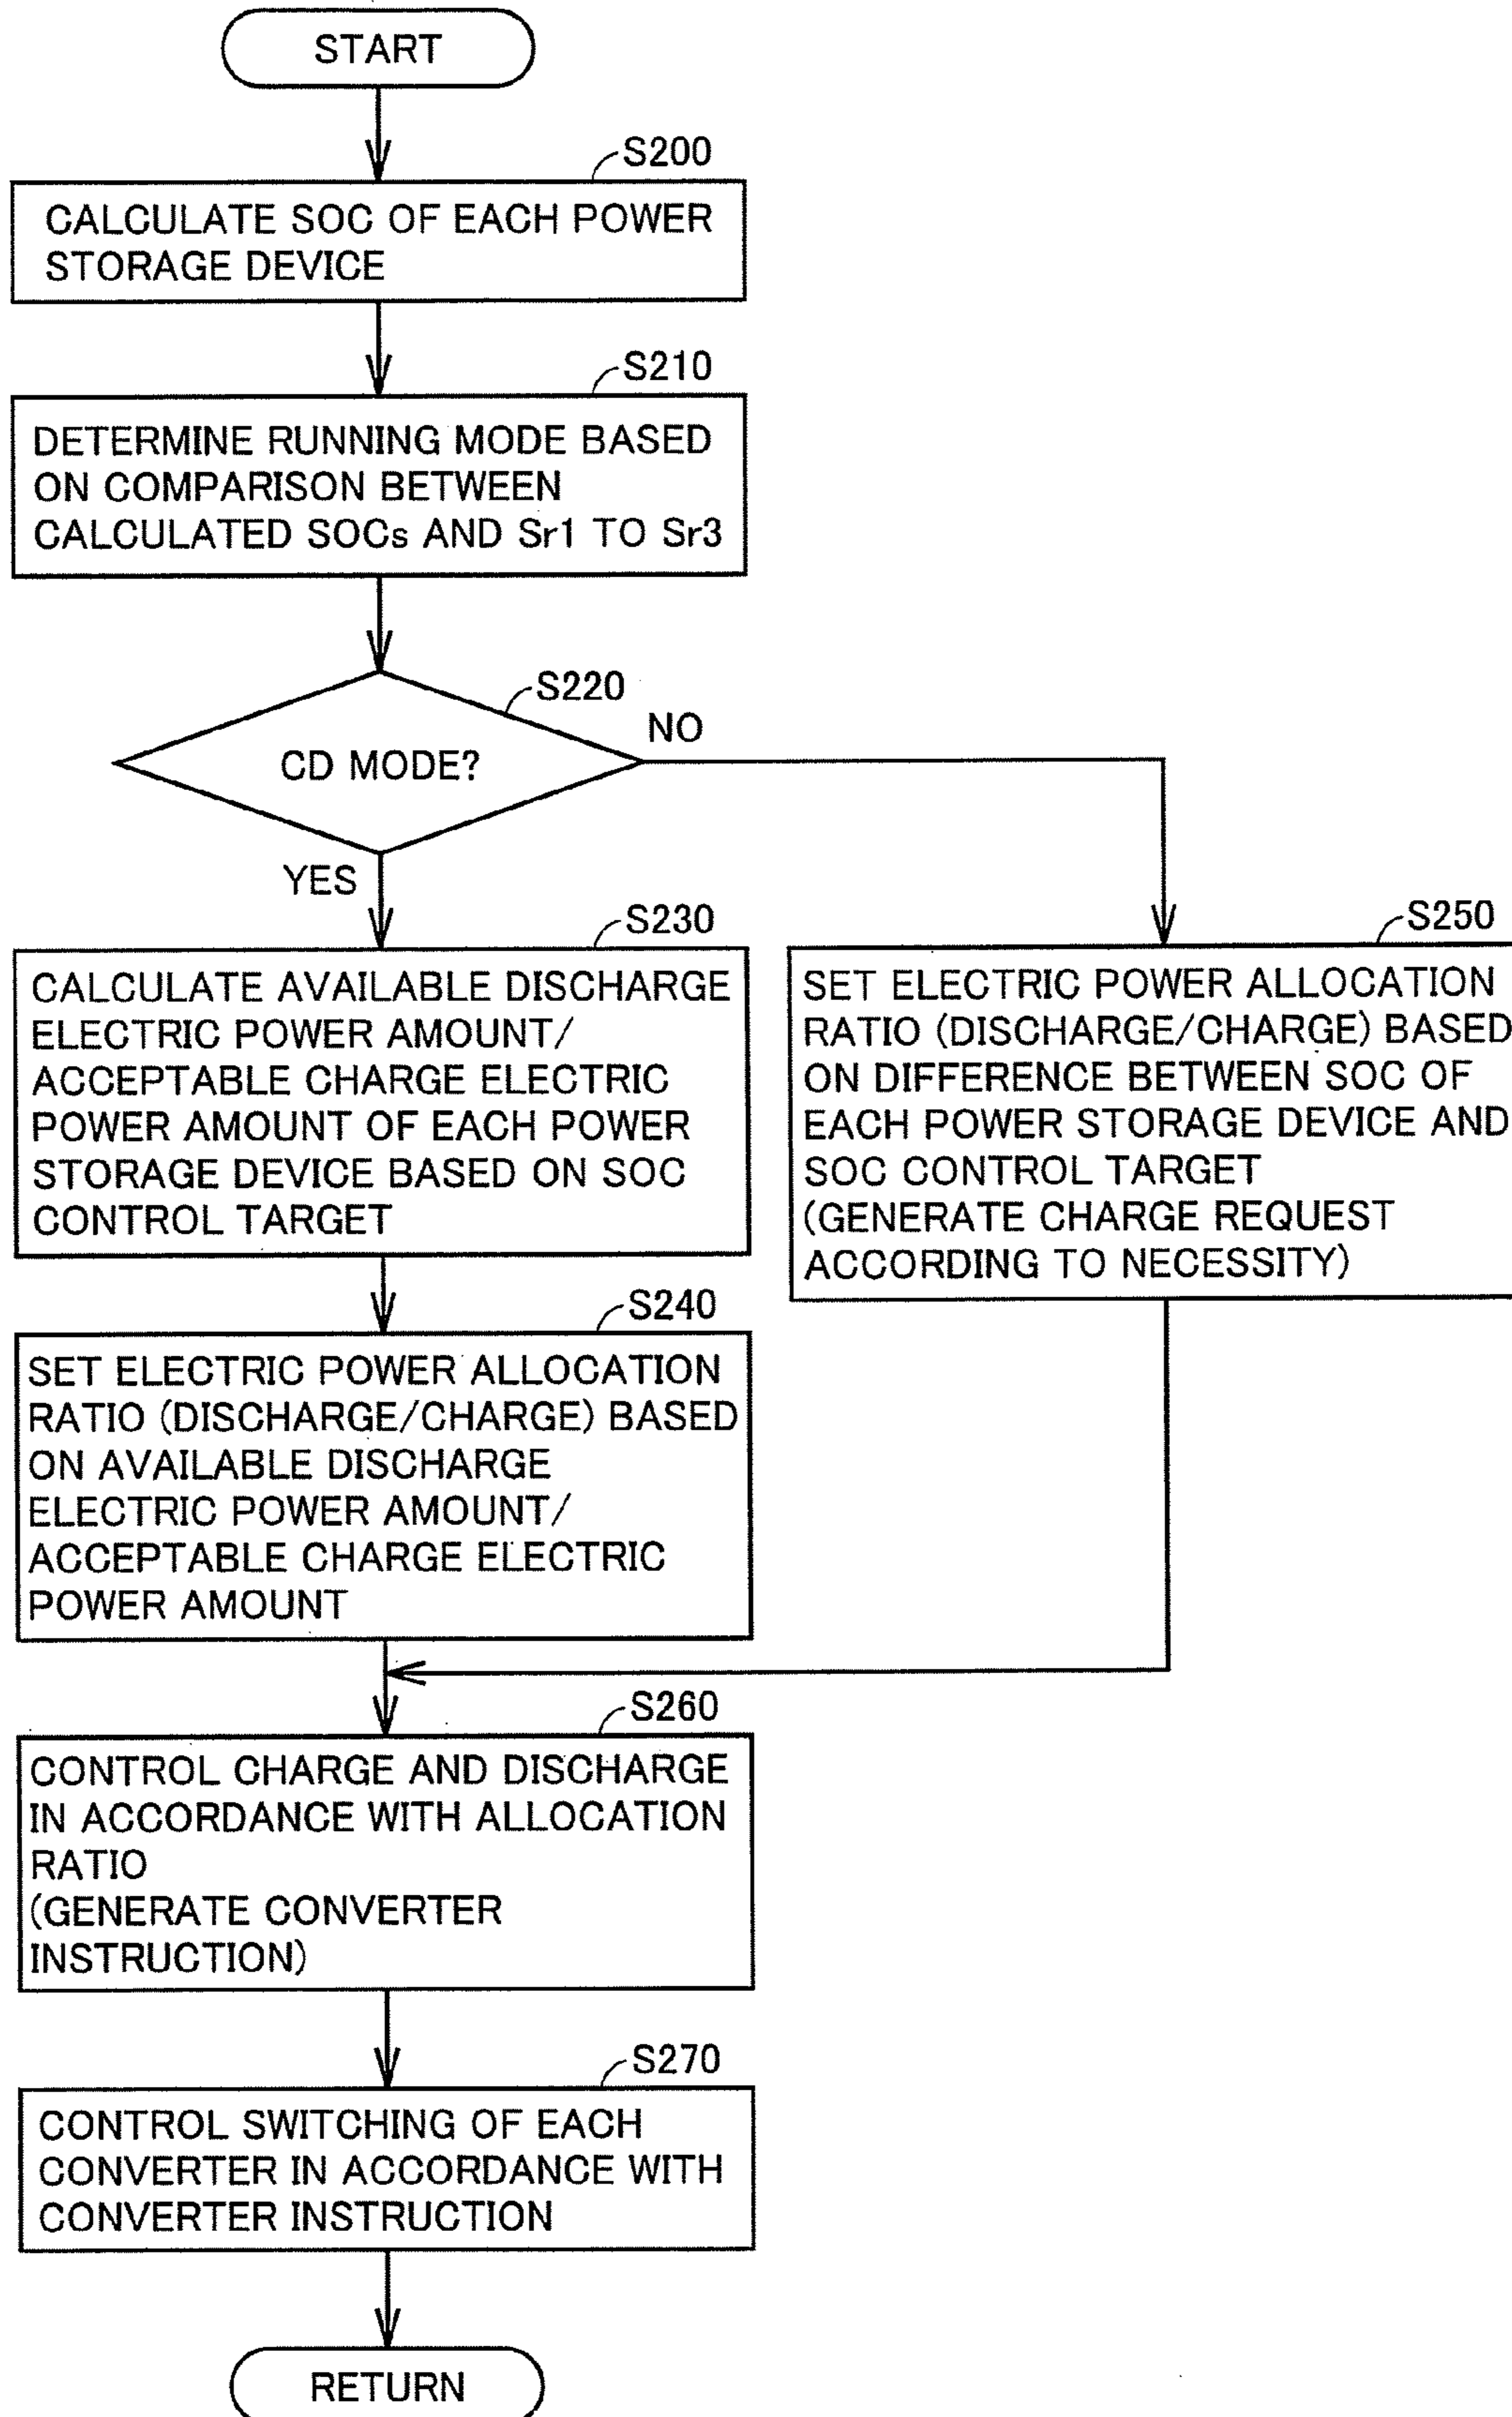 START
S200
CALCULATE SOC OF EACH POWER
STORAGE DEVICE
S210
DETERMINE RUNNING MODE BASED
ON COMPARISON BETWEEN
CALCULATED SOCs AND Sr1 TO Sr3
S220
CD MODE?
NO
YES
S230
CALCULATE AVAILABLE DISCHARGE
ELECTRIC POWER AMOUNT/
ACCEPTABLE CHARGE ELECTRIC
POWER AMOUNT OF EACH POWER
STORAGE DEVICE BASED ON SOC
CONTROL TARGET
S250
SET ELECTRIC POWER ALLOCATION
RATIO (DISCHARGE/CHARGE) BASED
ON DIFFERENCE BETWEEN SOC OF
EACH POWER STORAGE DEVICE AND
SOC CONTROL TARGET
(GENERATE CHARGE REQUEST
ACCORDING TO NECESSITY)
S240
SET ELECTRIC POWER ALLOCATION
RATIO (DISCHARGE/CHARGE) BASED
ON AVAILABLE DISCHARGE
ELECTRIC POWER AMOUNT/
ACCEPTABLE CHARGE ELECTRIC
POWER AMOUNT
S260
CONTROL CHARGE AND DISCHARGE
IN ACCORDANCE WITH ALLOCATION
RATIO
(GENERATE CONVERTER
INSTRUCTION)
S270
CONTROL SWITCHING OF EACH
CONVERTER IN ACCORDANCE WITH
CONVERTER INSTRUCTION
RETURN